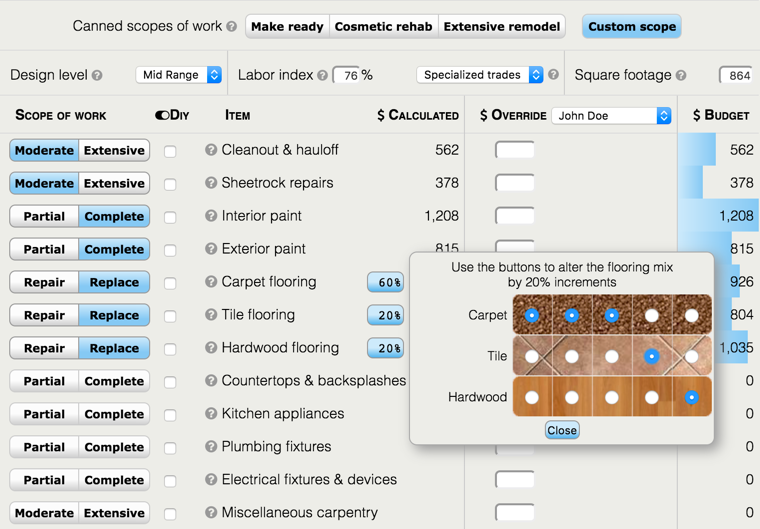 Canned scopes of work ? Make ready Cosmetic rehab Extensive remodel Custom scope
Design level ? Mid Range Labor index ? 76 % Specialized trades ? Square footage ? 864
SCOPE OF WORK DIY ITEM $ CALCULATED $ OVERRIDE John Doe $ BUDGET
Moderate Extensive ? Cleanout & hauloff 562 562
Moderate Extensive ? Sheetrock repairs 378 378
Partial Complete ? Interior paint 1,208 1,208
Partial Complete ? Exterior paint 815 815
Repair Replace ? Carpet flooring 60% 926
Repair Replace ? Tile flooring 20% 804
Repair Replace ? Hardwood flooring 20% 1,035
Partial Complete ? Countertops & backsplashes 0
Partial Complete ? Kitchen appliances 0
Partial Complete ? Plumbing fixtures 0
Partial Complete ? Electrical fixtures & devices 0
Moderate Extensive ? Miscellaneous carpentry 0
Use the buttons to alter the flooring mix
by 20% increments
Carpet
Tile
Hardwood
Close